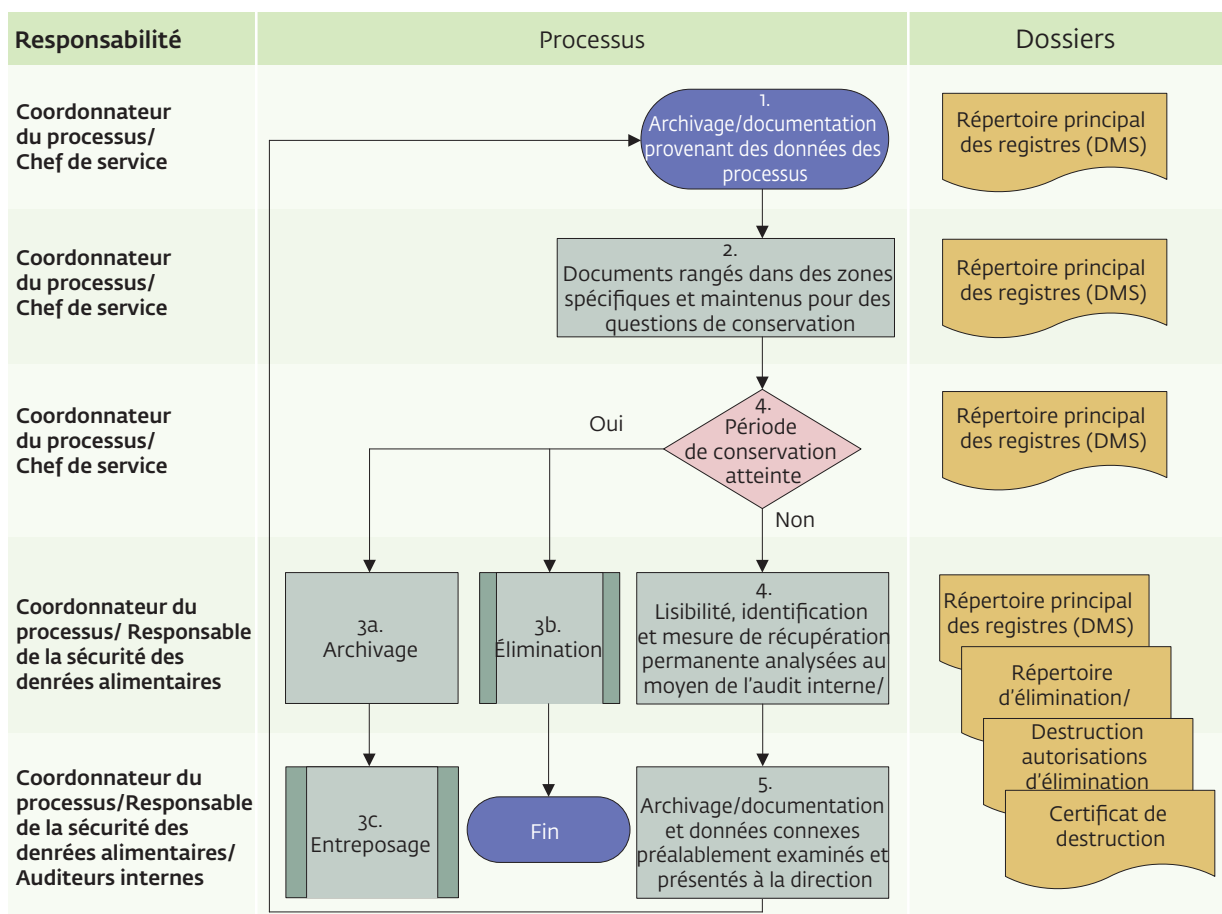 Responsabilité
Processus
Dossiers
Coordonnateur
du processus/
Chef de service
1.
Archivage/documentation
provenant des données des
processus
Répertoire principal
des registres (DMS)
Coordonnateur
du processus/
Chef de service
2.
Documents rangés dans des zones
spécifiques et maintenus pour des
questions de conservation
Répertoire principal
des registres (DMS)
Coordonnateur
du processus/
Chef de service
Oui
4.
Période
de conservation
atteinte
Non
Répertoire principal
des registres (DMS)
Coordonnateur du
processus/ Responsable
de la sécurité des
denrées alimentaires
3a.
Archivage
3b.
Élimination
4.
Lisibilité, identification
et mesure de récupération
permanente analysées au
moyen de l'audit interne/
Répertoire principal
des registres (DMS)
Répertoire
d'élimination/
Destruction
autorisations
d'élimination
Certificat de
destruction
Coordonnateur du
processus/Responsable
de la sécurité des
denrées alimentaires/
Auditeurs internes
3c.
Entreposage
Fin
5.
Archivage/documentation
et données connexes
préalablement examinés et
présentés à la direction